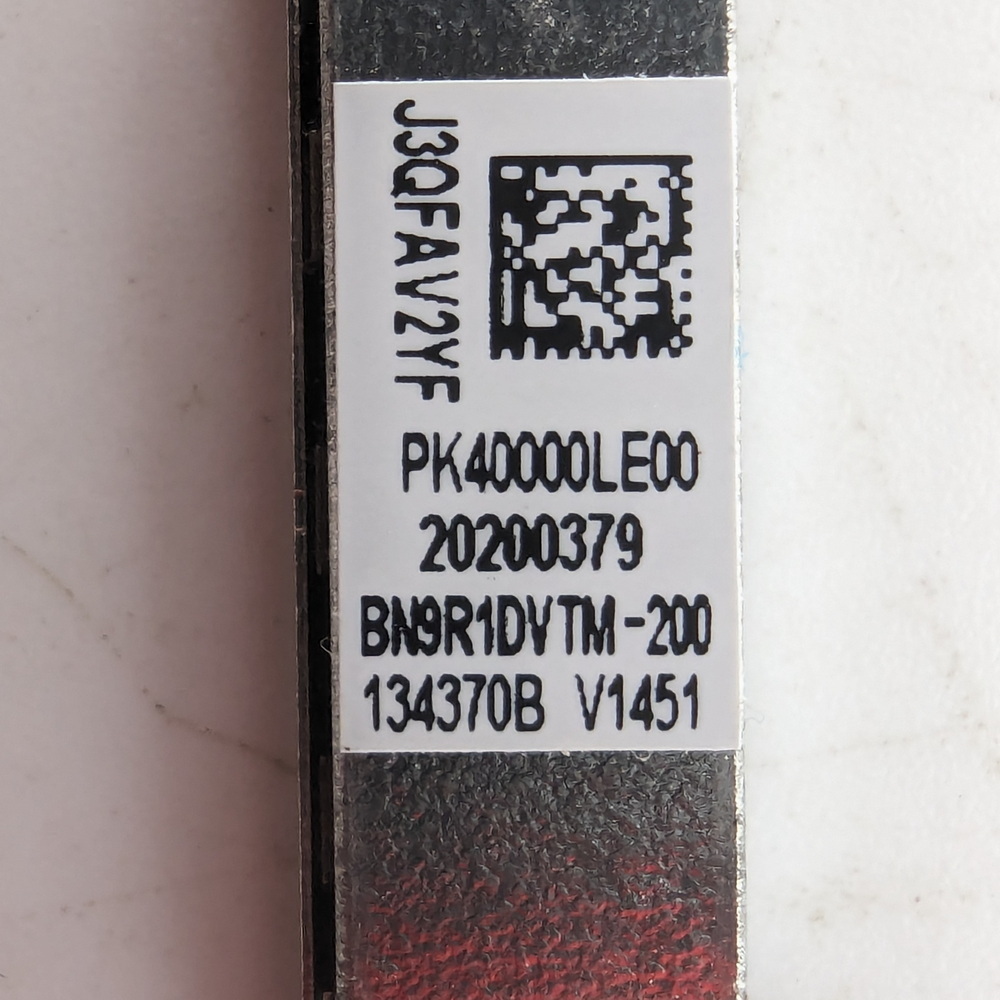 J3QFAV2YF
PK40000LE00
20200379
BN9R1DVTM-200
134370B V1451